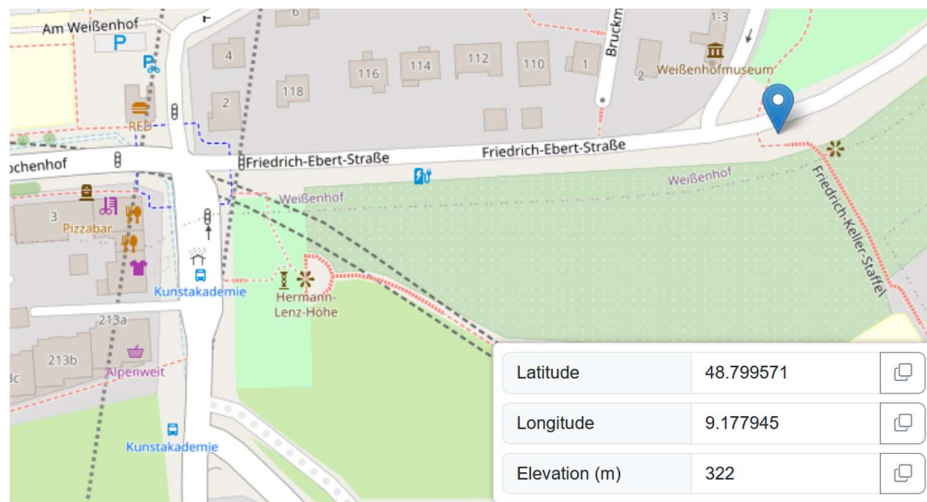 Am Weißenhof
6
4
2
118
116
114
112
110
1
Bruckm
2
1-3
Weißenhofmuseum
P
RED
ochenhof
Friedrich-Ebert-Straße
Friedrich-Ebert-Straße
Weißenhof
Weißenhof
Friedrich-Keller-Staffel
3
Pizzabar
Kunstakademie
Hermann-
Lenz-Höhe
213a
213b
3c
Alpenweit
Kunstakademie
Latitude 48.799571
Longitude 9.177945
Elevation (m) 322